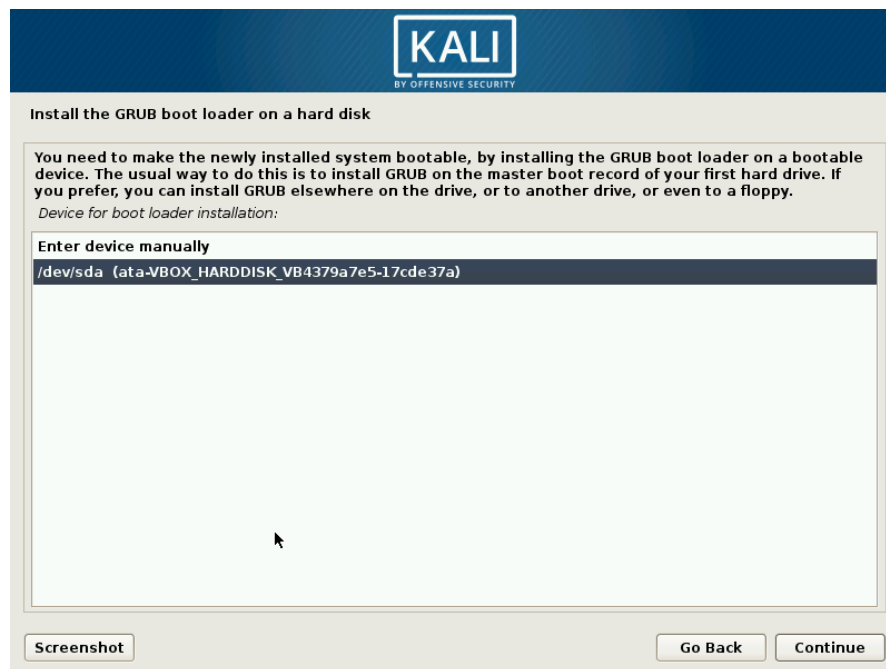 KALI
BY OFFENSIVE SECURITY
Install the GRUB boot loader on a hard disk
You need to make the newly installed system bootable, by installing the GRUB boot loader on a bootable
device. The usual way to do this is to install GRUB on the master boot record of your first hard drive. If
you prefer, you can install GRUB elsewhere on the drive, or to another drive, or even to a floppy.
Device for boot loader installation:
Enter device manually
/dev/sda (ata-VBOX_HARDDISK_VB4379a7e5-17cde37a)
Screenshot
Go Back
Continue